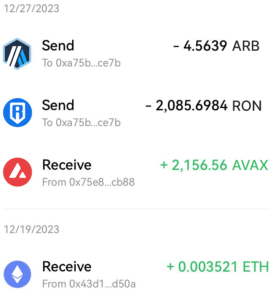 12/27/2023
Send - 4.5639 ARB
To 0xa75b...ce7b
Send - 2,085.6984 RON
To 0xa75b...ce7b
Receive + 2,156.56 AVAX
From 0x75e8...cb88
12/19/2023
Receive + 0.003521 ETH
From 0x43d1...d50a